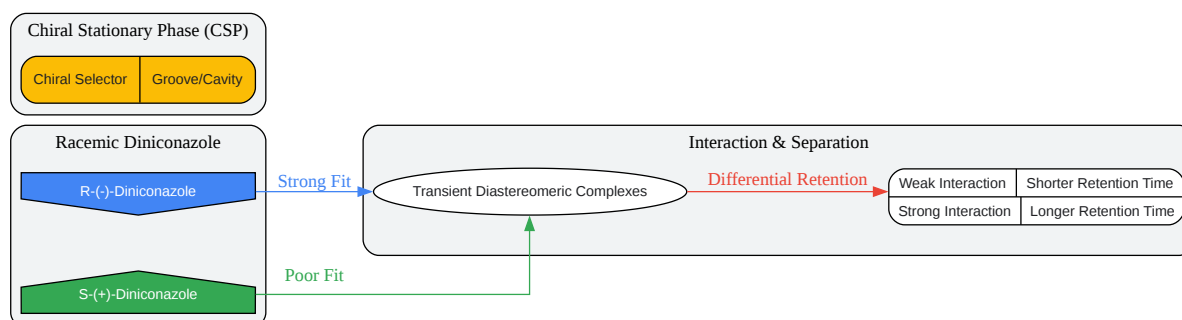 Chiral Stationary Phase (CSP)
Chiral Selector
Groove/Cavity
Racemic Diniconazole
R-(-)-Diniconazole
S-(+)-Diniconazole
Strong Fit
Poor Fit
Interaction & Separation
Transient Diastereomeric Complexes
Differential Retention
Weak Interaction
Shorter Retention Time
Strong Interaction
Longer Retention Time